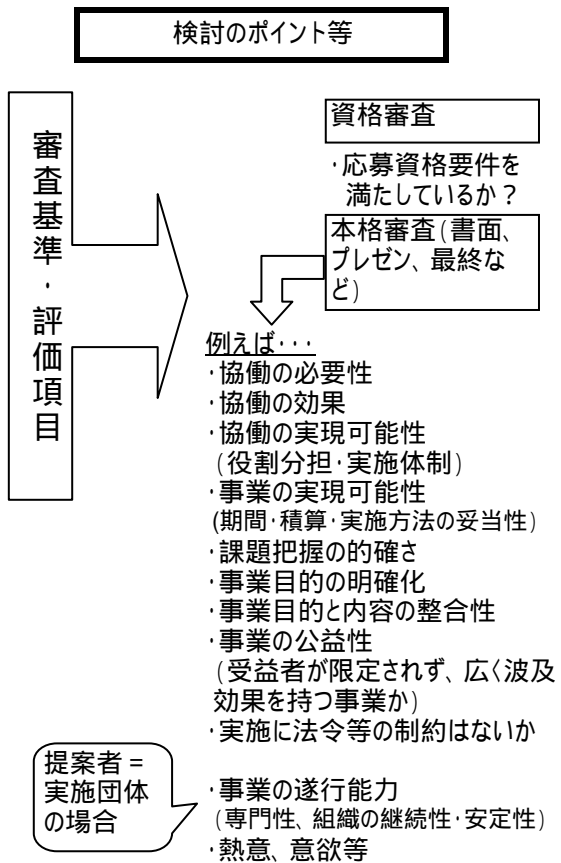 検討のポイント等
審査基準・評価項目
資格審査
・応募資格要件を
満たしているか？
本格審査(書面、
プレゼン、最終な
ど)
例えば・・・
・協働の必要性
・協働の効果
・協働の実現可能性
(役割分担・実施体制)
・事業の実現可能性
(期間・積算・実施方法の妥当性)
・課題把握の的確さ
・事業目的の明確化
・事業目的と内容の整合性
・事業の公益性
(受益者が限定されず、広く波及
効果を持つ事業か)
・実施に法令等の制約はないか
提案者＝
実施団体
の場合
・事業の遂行能力
(専門性、組織の継続性・安定性)
・熱意、意欲等